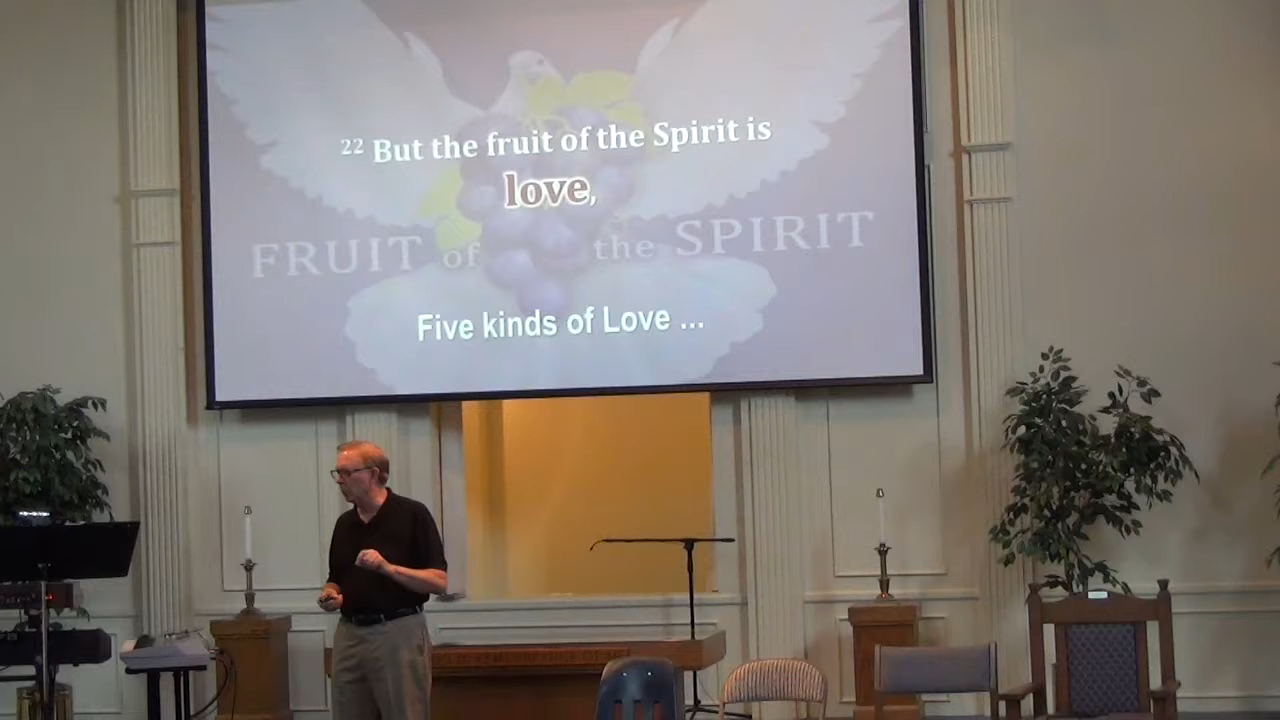 22 But the fruit of the Spirit is
love,
FRUIT of the SPIRIT
Five kinds of Love ...